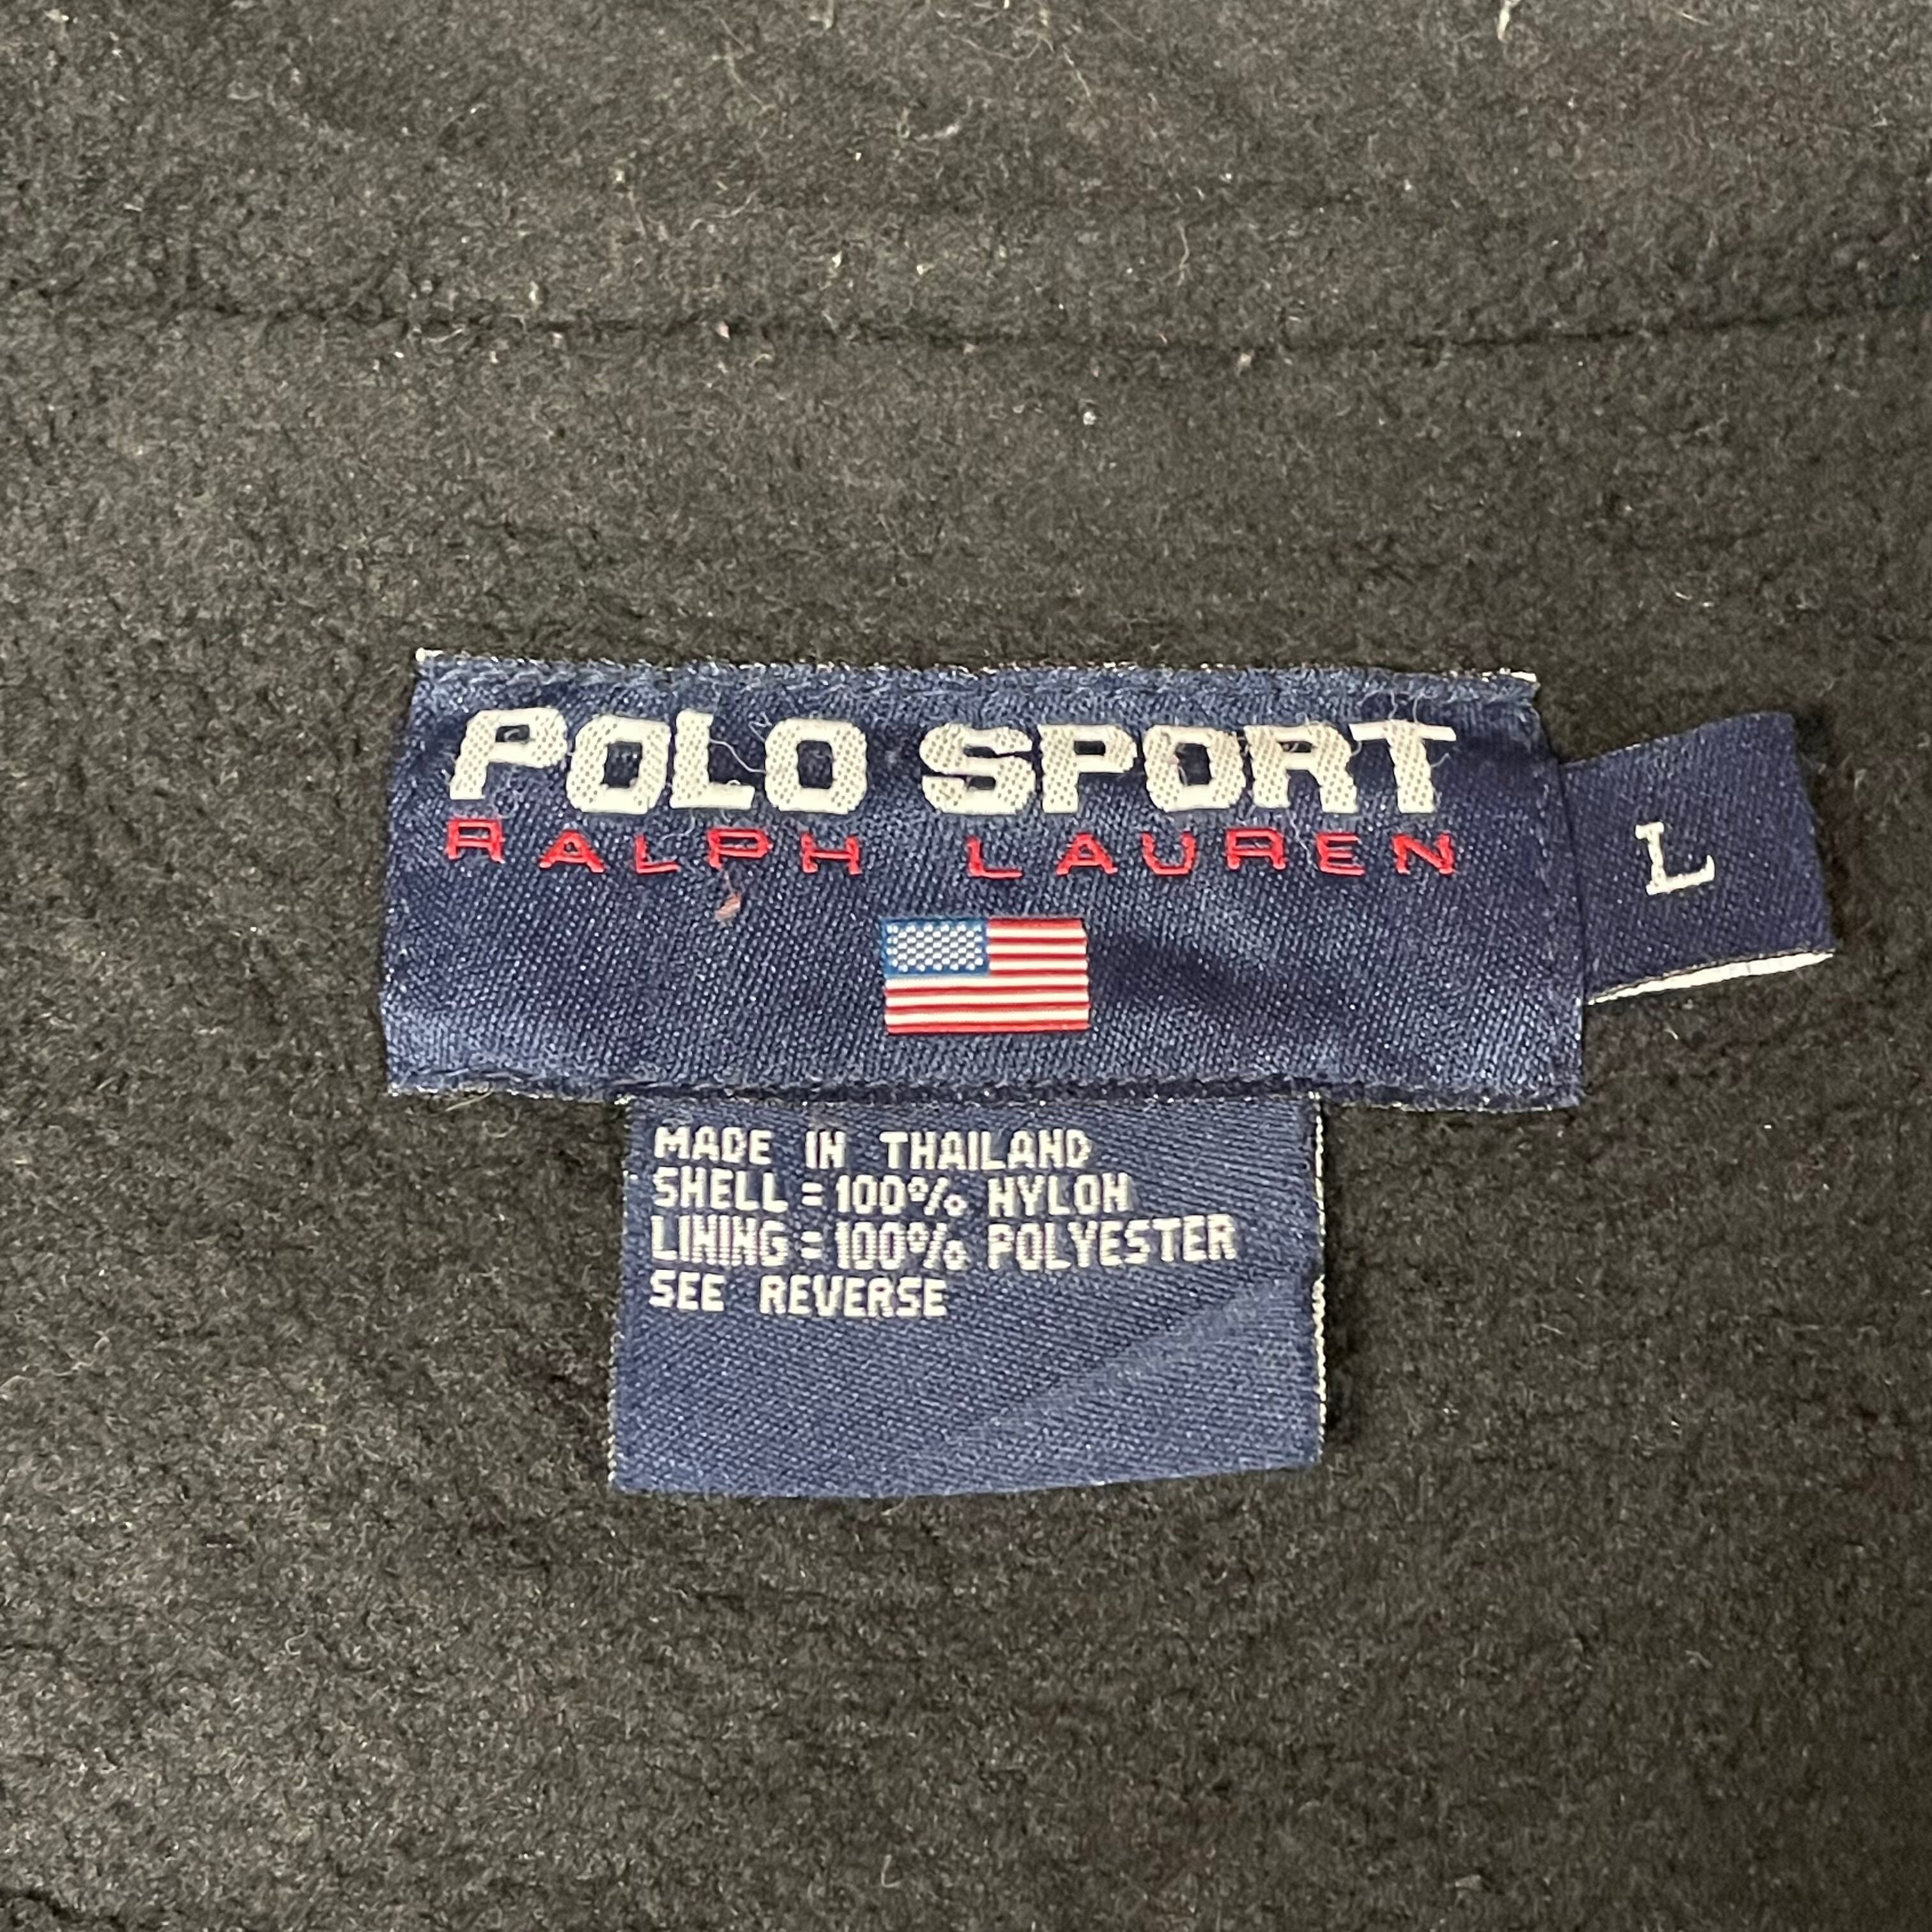 POLO SPORT
RALPH LAUREN
L
MADE IN THAILAND
SHELL = 100% NYLON
LINING = 100% POLYESTER
SEE REVERSE